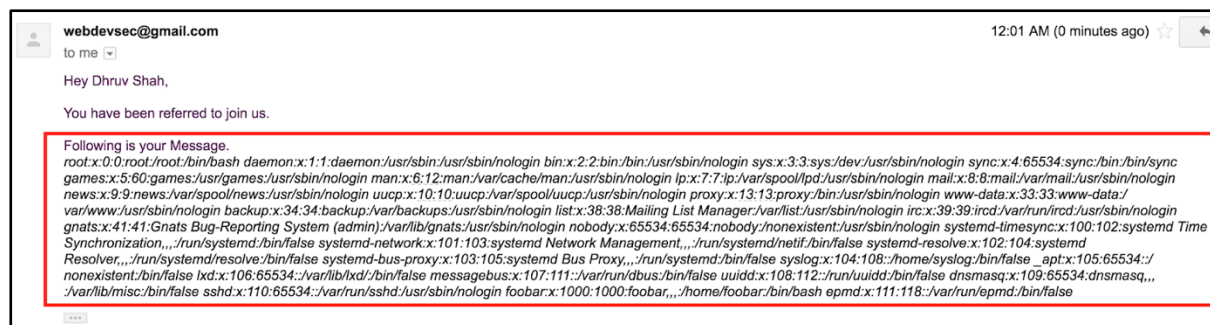 webdevsec@gmail.com 12:01 AM (0 minutes ago)
to me
Hey Dhruv Shah,
You have been referred to join us.
Following is your Message.
root:x:0:0:root:/root:/bin/bash daemon:x:1:1:daemon:/usr/sbin:/usr/sbin/nologin bin:x:2:2:bin:/bin:/usr/sbin/nologin sys:x:3:3:sys:/dev:/usr/sbin/nologin sync:x:4:65534:sync:/bin:/bin/sync
games:x:5:60:games:/usr/games:/usr/sbin/nologin man:x:6:12:man:/var/cache/man:/usr/sbin/nologin lp:x:7:7:lp:/var/spool/lpd:/usr/sbin/nologin mail:x:8:8:mail:/var/mail:/usr/sbin/nologin
news:x:9:9:news:/var/spool/news:/usr/sbin/nologin uucp:x:10:10:uucp:/var/spool/uucp:/usr/sbin/nologin proxy:x:13:13:proxy:/bin:/usr/sbin/nologin www-data:x:33:33:www-data:/
var/www:/usr/sbin/nologin backup:x:34:34:backup:/var/backups:/usr/sbin/nologin list:x:38:38:Mailing List Manager:/var/list:/usr/sbin/nologin irc:x:39:39:ircd:/var/run/ircd:/usr/sbin/nologin
gnats:x:41:41:Gnats Bug-Reporting System (admin):/var/lib/gnats:/usr/sbin/nologin nobody:x:65534:65534:nobody:/nonexistent:/usr/sbin/nologin systemd-timesync:x:100:102:systemd Time
Synchronization,,,:/run/systemd:/bin/false systemd-network:x:101:103:systemd Network Management,,,:/run/systemd/netif:/bin/false systemd-resolve:x:102:104:systemd
Resolver,,,:/run/systemd/resolve:/bin/false systemd-bus-proxy:x:103:105:systemd Bus Proxy,,,:/run/systemd:/bin/false syslog:x:104:108::/home/syslog:/bin/false _apt:x:105:65534::/
nonexistent:/bin/false lxd:x:106:65534::/var/lib/lxd/:/bin/false messagebus:x:107:111::/var/run/dbus:/bin/false uuidd:x:108:112::/run/uuidd:/bin/false dnsmasq:x:109:65534:dnsmasq,,,
:/var/lib/misc:/bin/false sshd:x:110:65534::/var/run/sshd:/usr/sbin/nologin foobar:x:1000:1000:foobar,,,:/home/foobar:/bin/bash epmd:x:111:118::/var/run/epmd:/bin/false